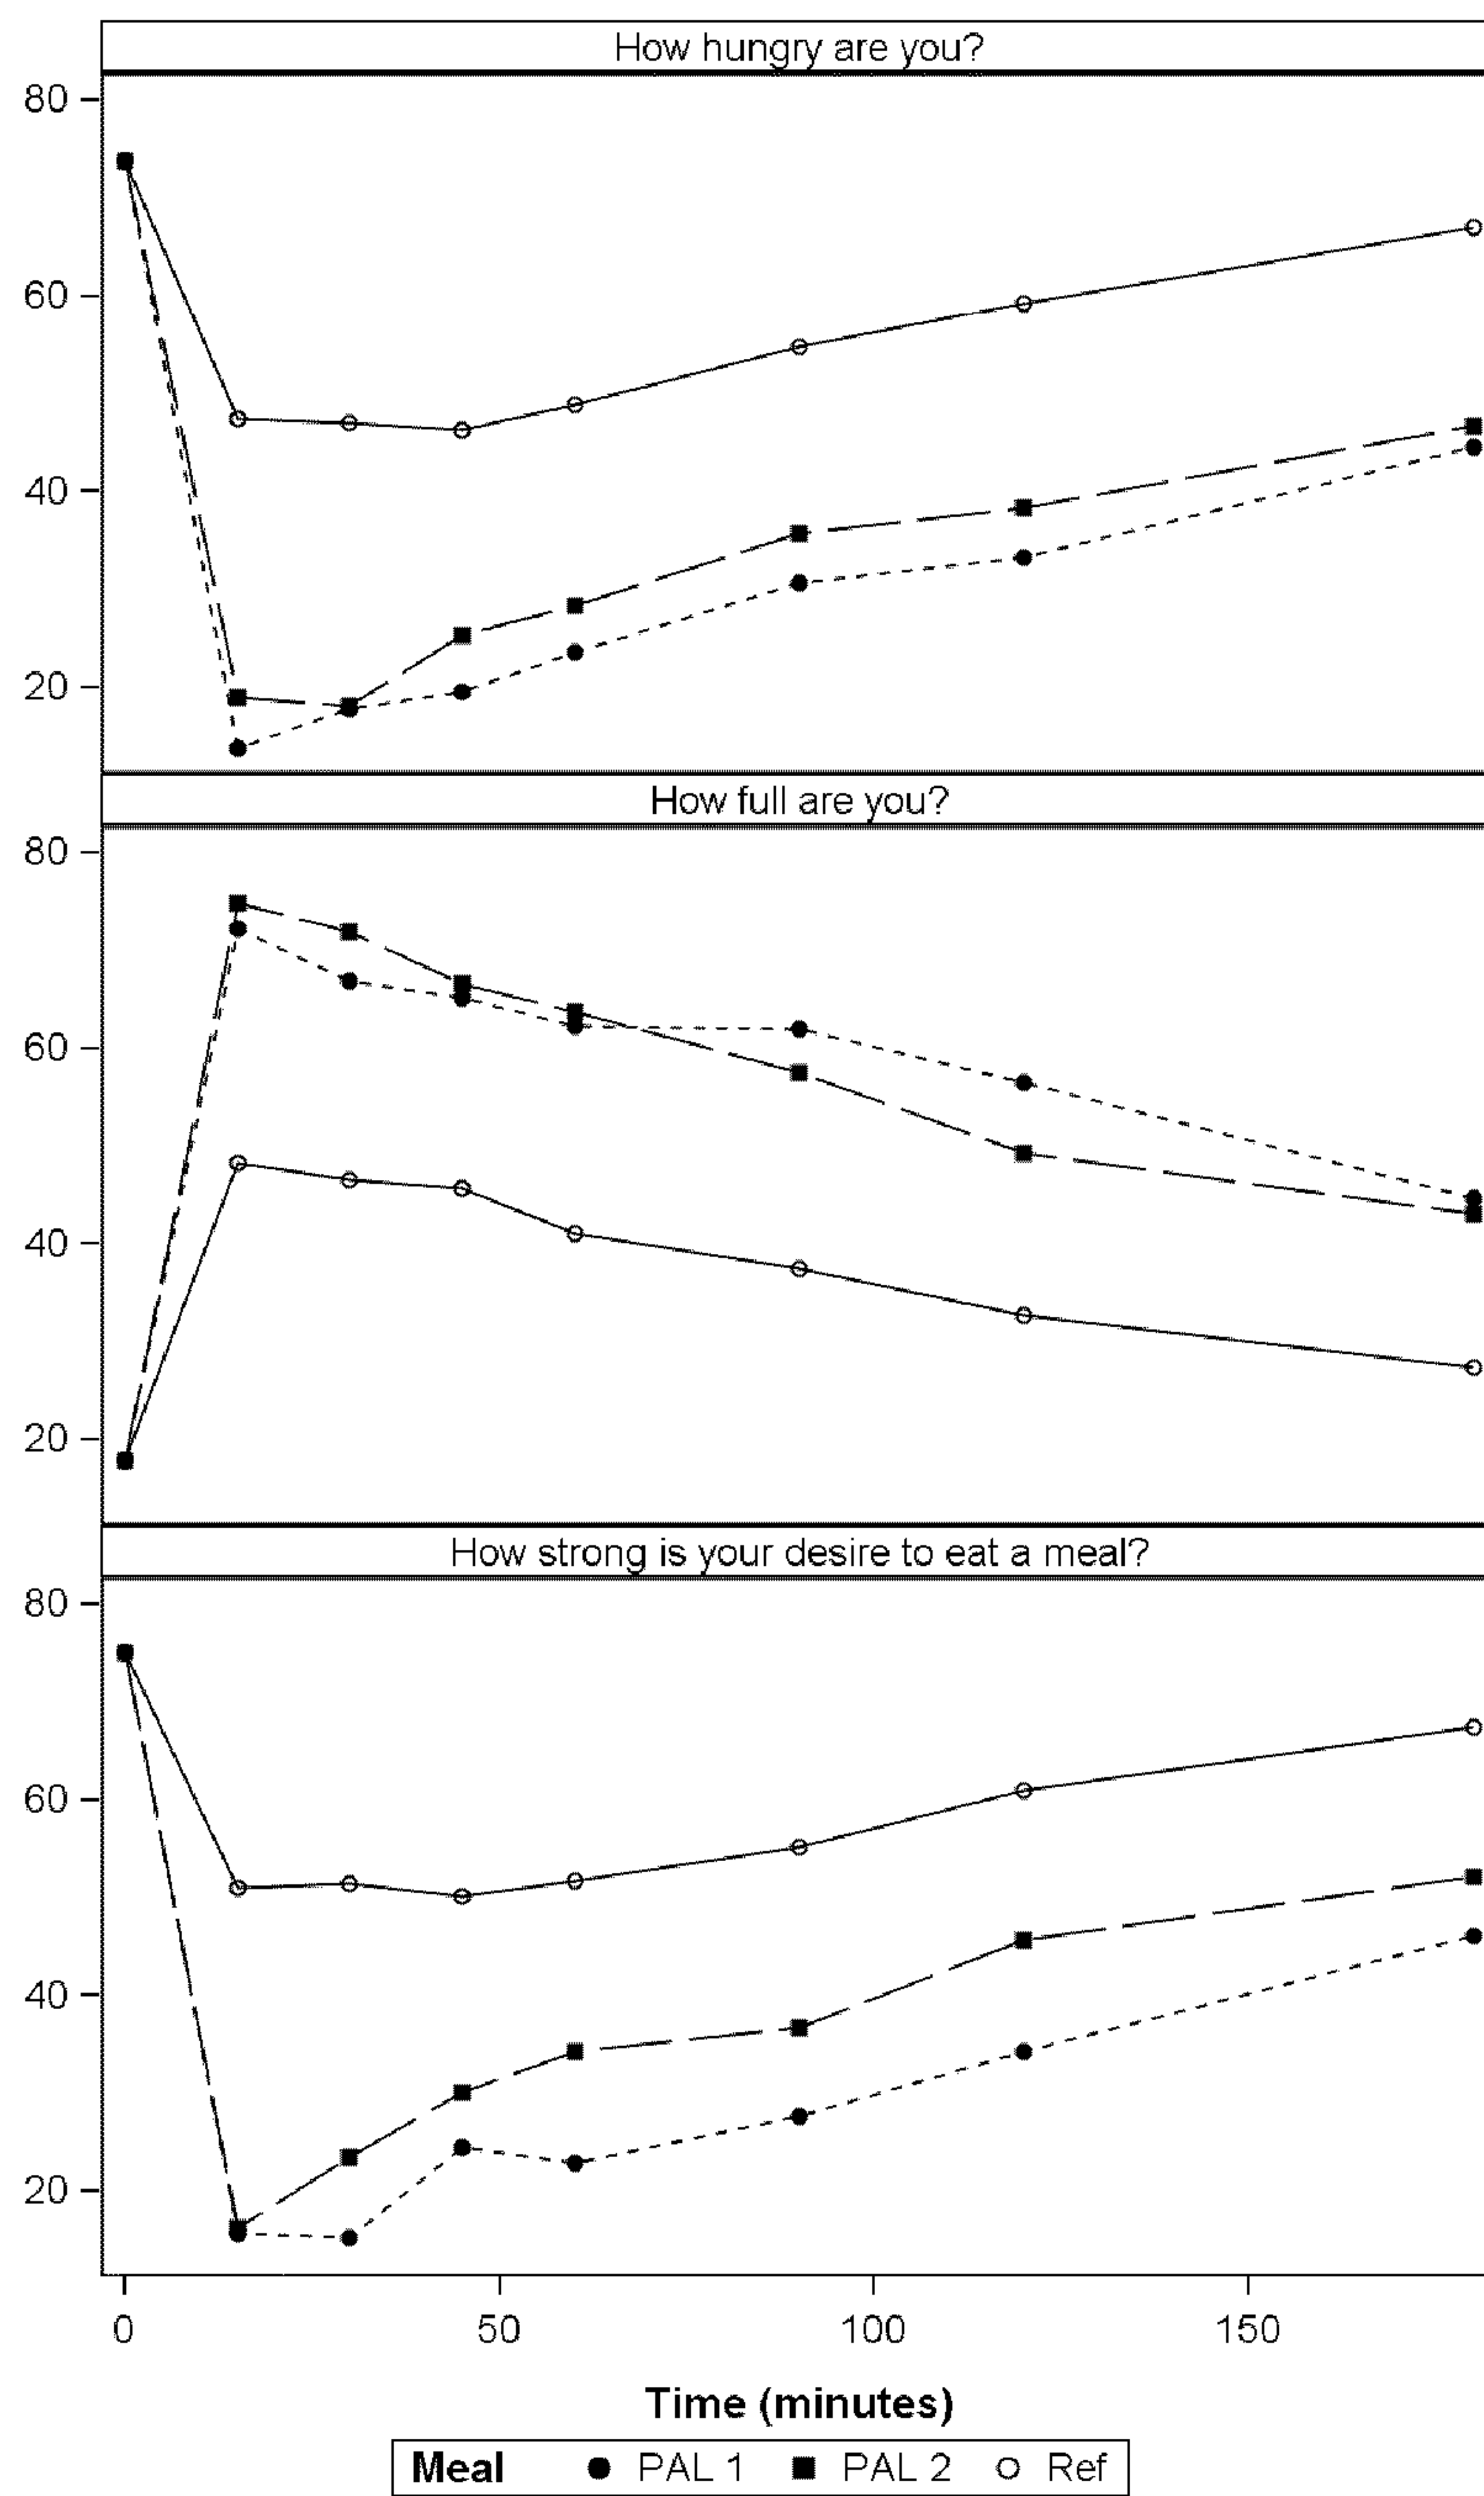 How hungry are you?
80
60
40
20
How full are you?
80
60
40
20
How strong is your desire to eat a meal?
80
60
40
20
0 50 100 150
Time (minutes)
Meal PAL 1 PAL 2 Ref